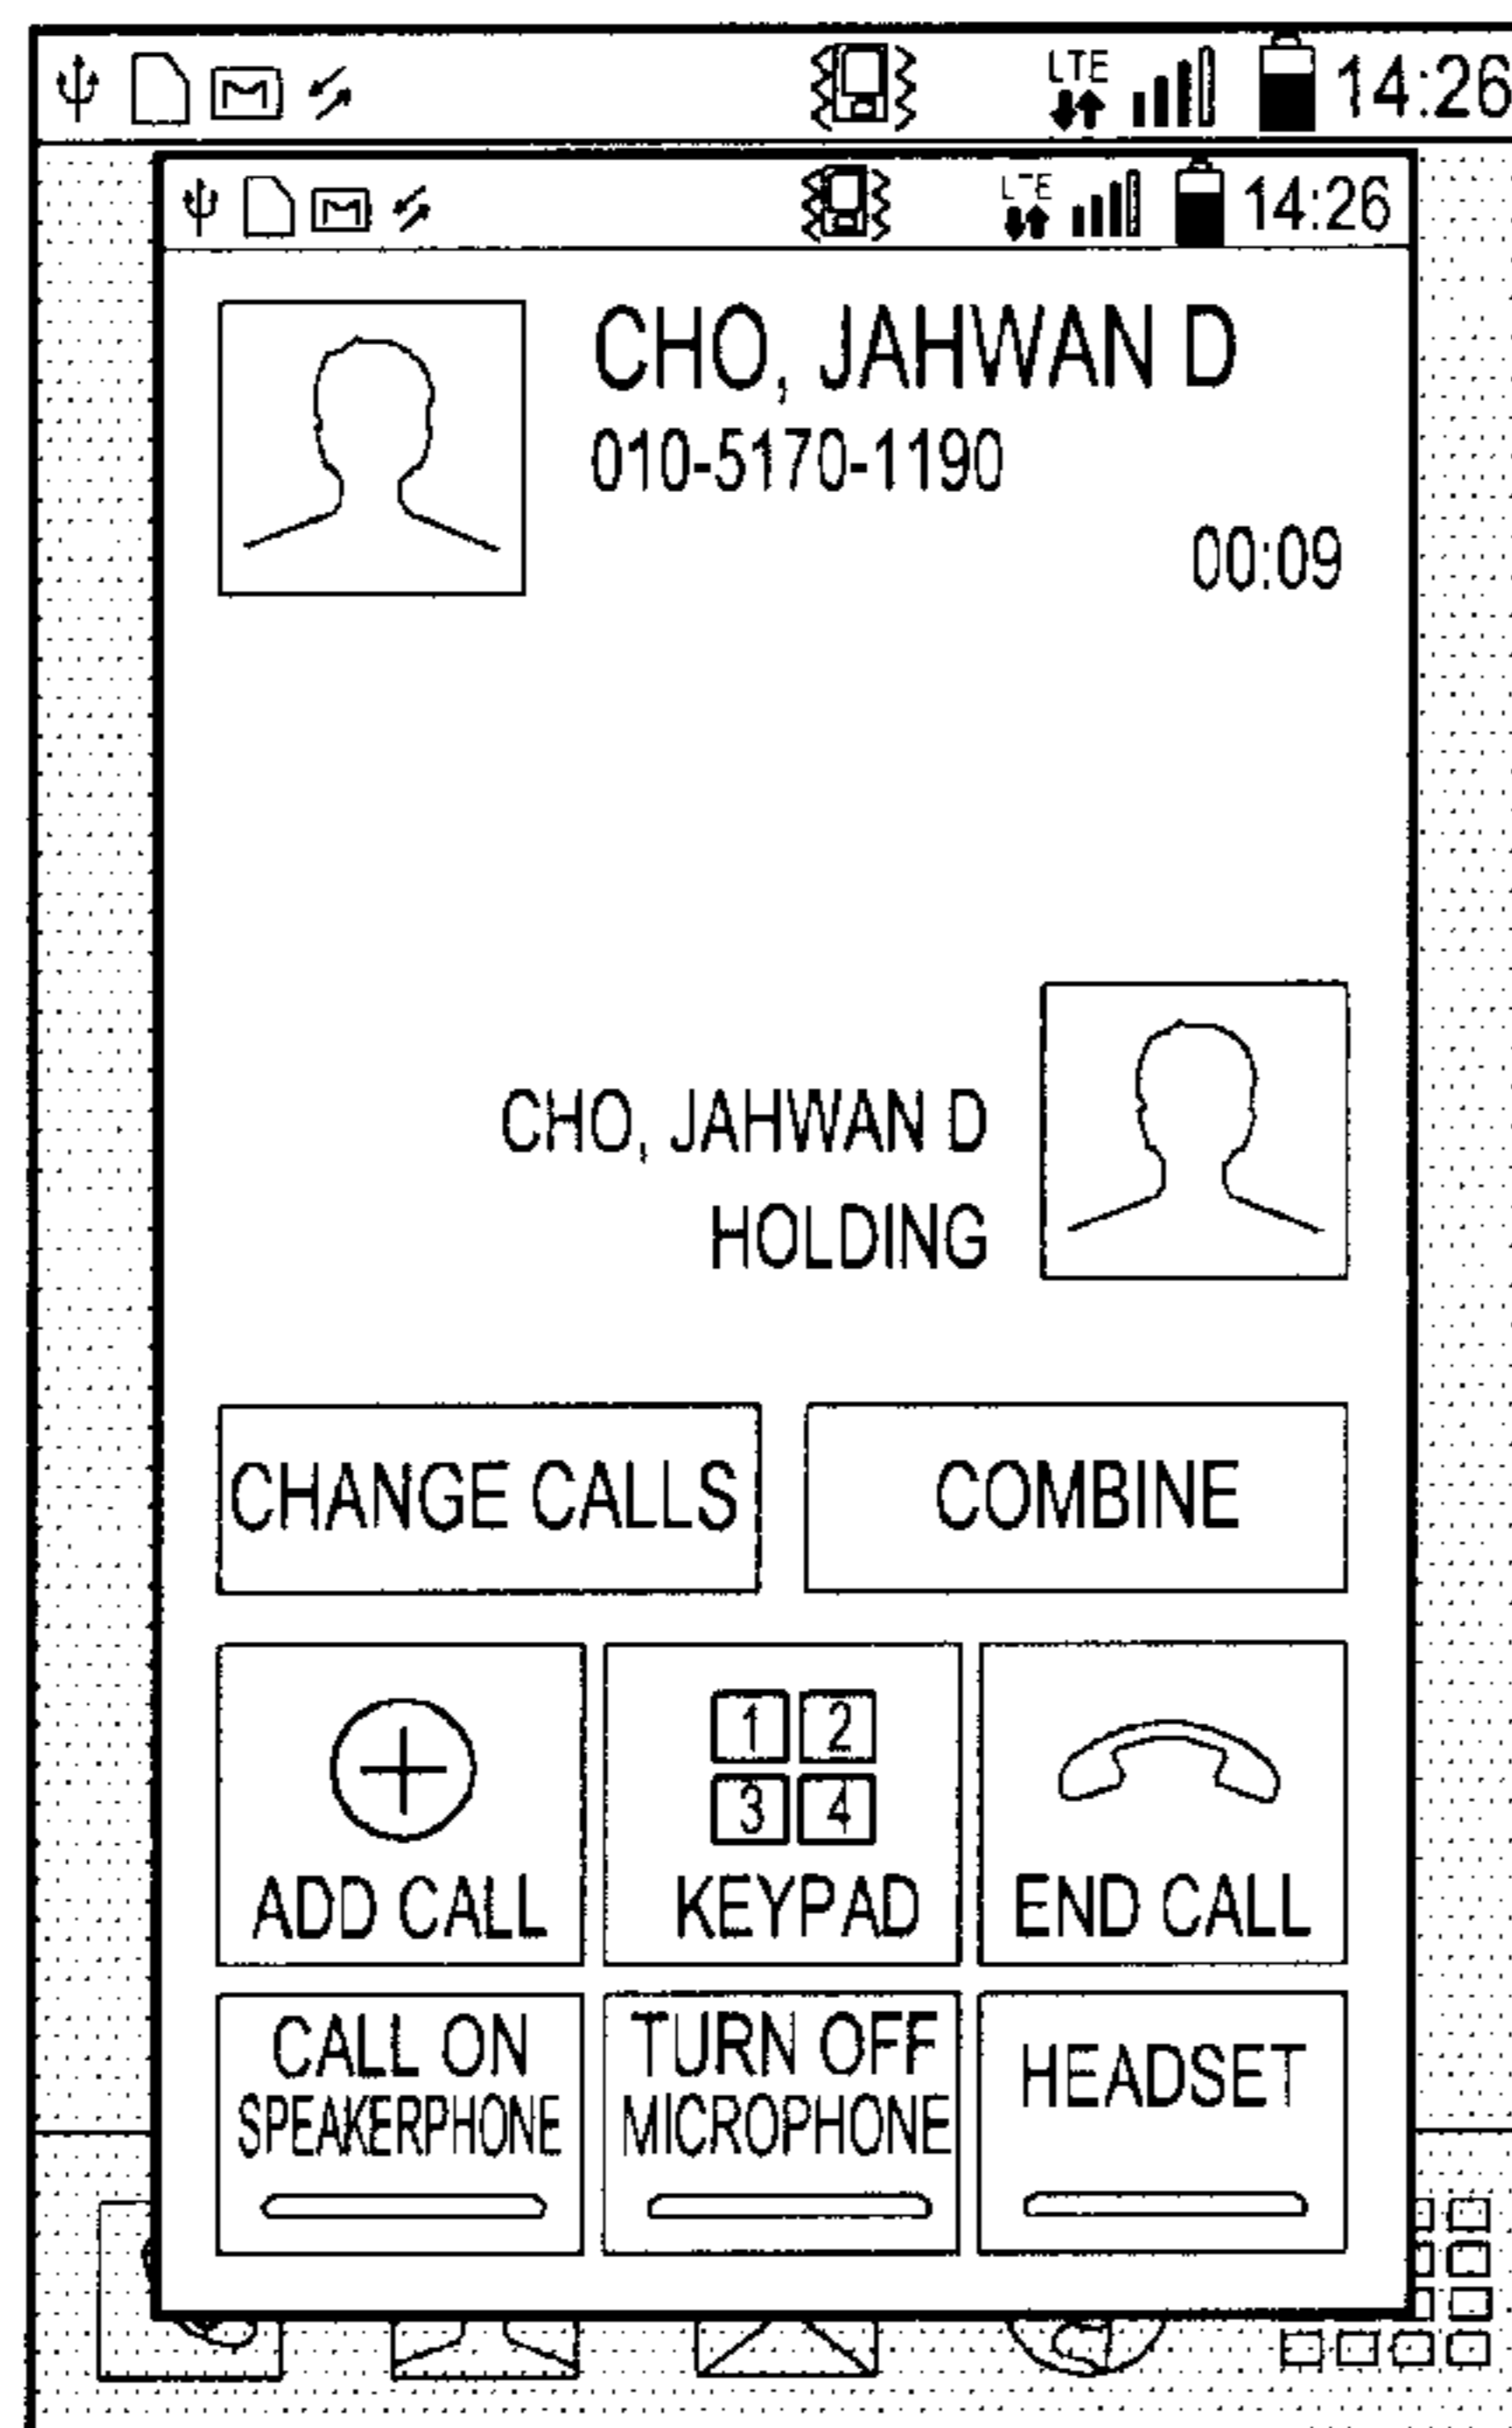 LTE 14:26
LTE 14:26
CHO, JAHWAN D
010-5170-1190
00:09
CHO, JAHWAN D
HOLDING
CHANGE CALLS COMBINE
1 2
3 4
ADD CALL KEYPAD END CALL
CALL ON TURN OFF HEADSET
SPEAKERPHONE MICROPHONE